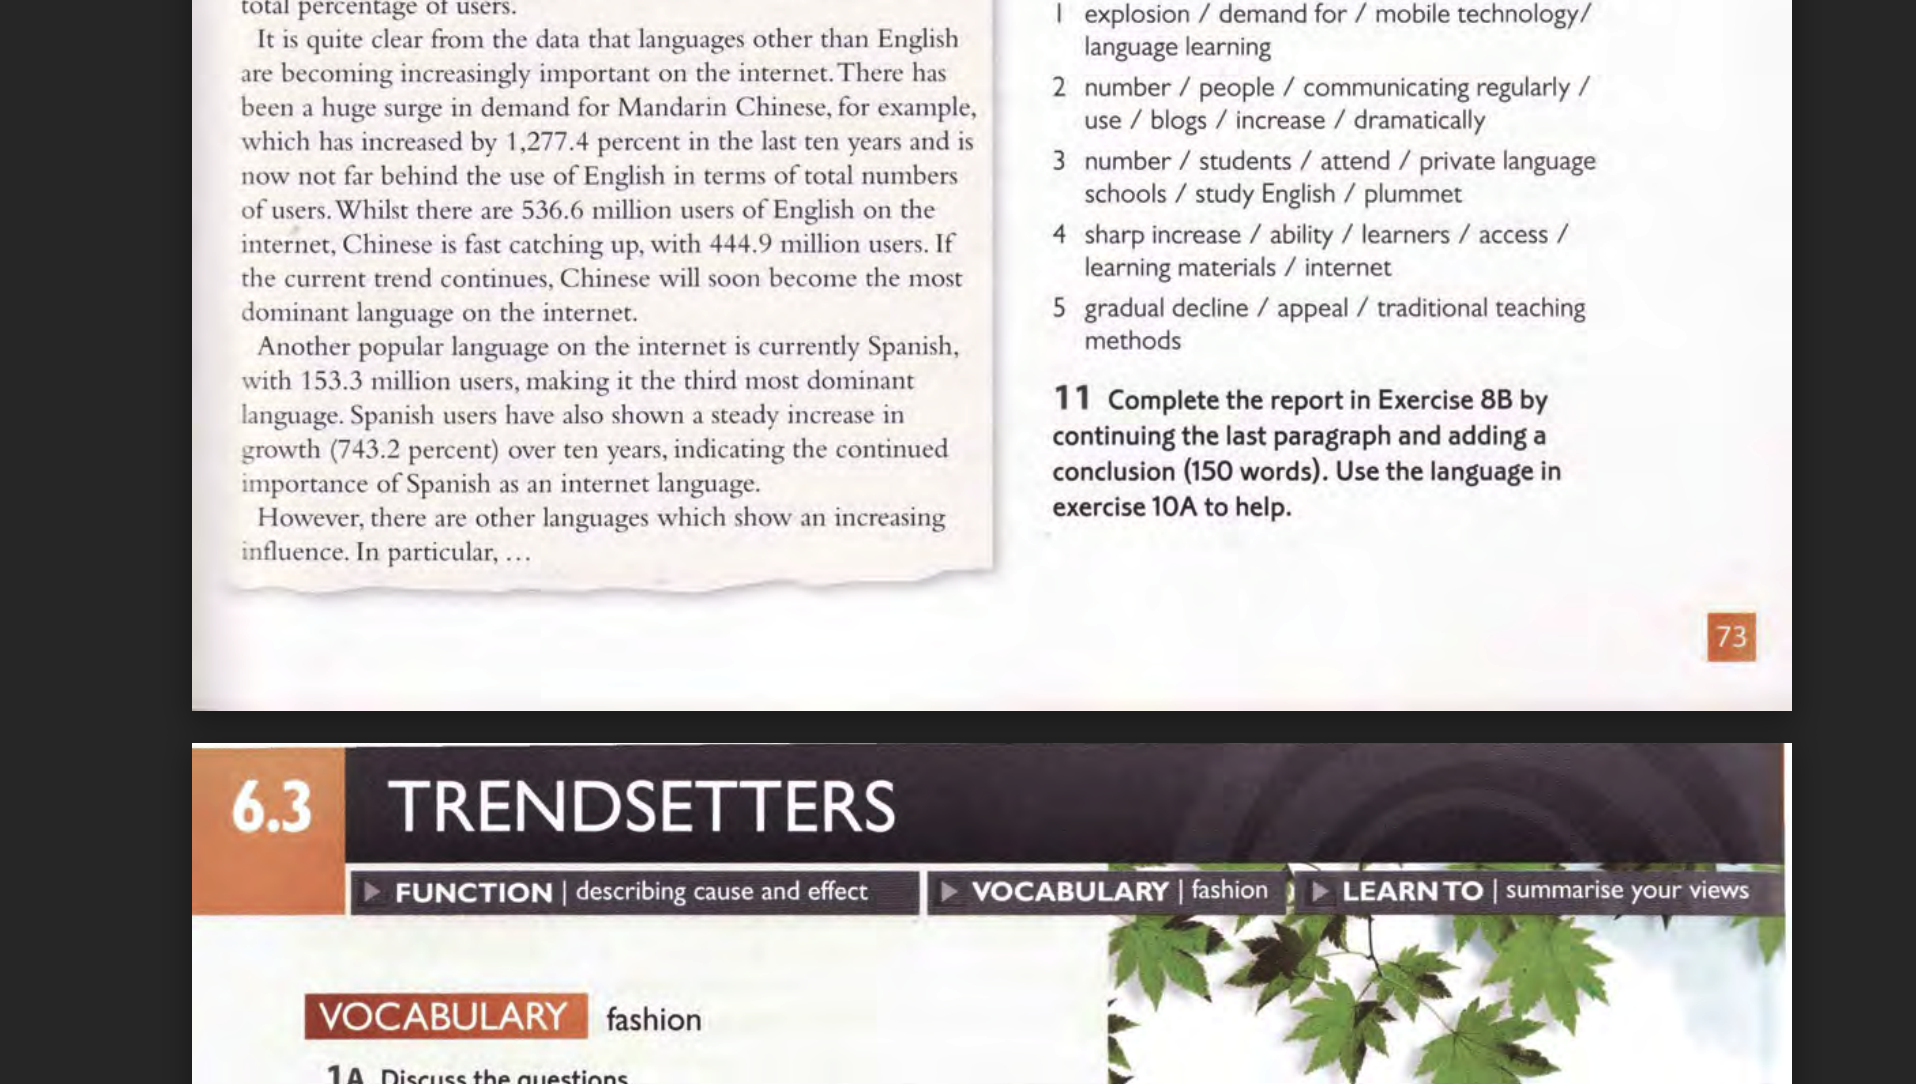 total percentage of users.
It is quite clear from the data that languages other than English
are becoming increasingly important on the internet. There has
been a huge surge in demand for Mandarin Chinese, for example,
which has increased by 1,277.4 percent in the last ten years and is
now not far behind the use of English in terms of total numbers
of users. Whilst there are 536.6 million users of English on the
internet, Chinese is fast catching up, with 444.9 million users. If
the current trend continues, Chinese will soon become the most
dominant language on the internet.
Another popular language on the internet is currently Spanish,
with 153.3 million users, making it the third most dominant
language. Spanish users have also shown a steady increase in
growth (743.2 percent) over ten years, indicating the continued
importance of Spanish as an internet language.
However, there are other languages which show an increasing
influence. In particular, ...
1 explosion / demand for / mobile technology/
language learning
2 number / people / communicating regularly /
use / blogs / increase / dramatically
3 number / students / attend / private language
schools / study English / plummet
4 sharp increase / ability / learners / access /
learning materials / internet
5 gradual decline / appeal / traditional teaching
methods
11 Complete the report in Exercise 8B by
continuing the last paragraph and adding a
conclusion (150 words). Use the language in
exercise 10A to help.
73
6.3 TRENDSETTERS
FUNCTION | describing cause and effect
VOCABULARY | fashion
LEARN TO | summarise your views
VOCABULARY fashion
1A Discuss the questions.